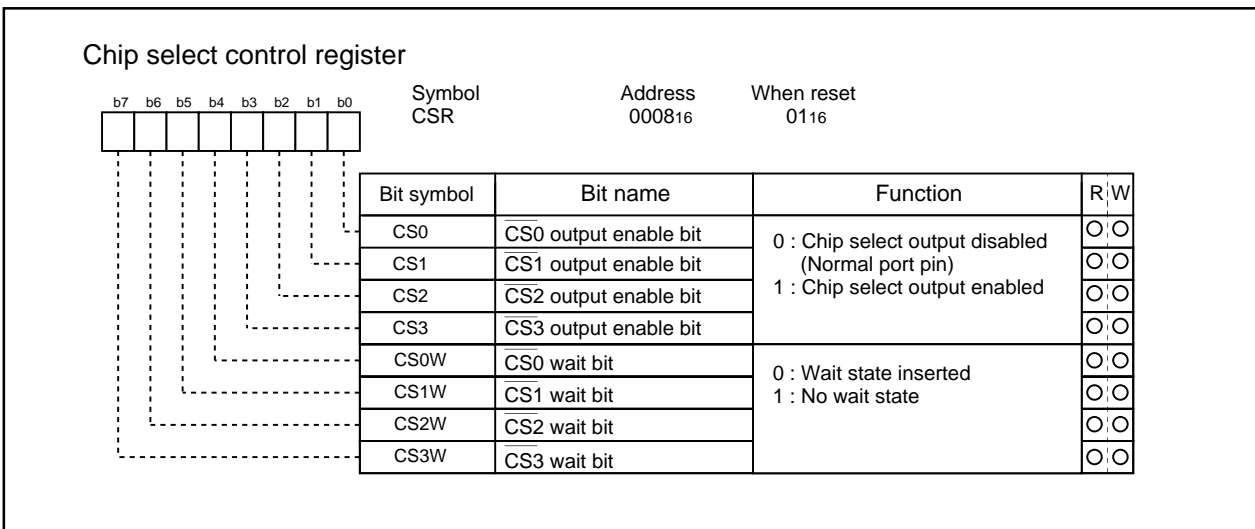 Chip select control register
b7 b6 b5 b4 b3 b2 b1 b0
Symbol Address When reset
CSR 000816 0116
Bit symbol Bit name Function R W
CS0 CS0 output enable bit
CS1 CS1 output enable bit
CS2 CS2 output enable bit
CS3 CS3 output enable bit
0 : Chip select output disabled
(Normal port pin)
1 : Chip select output enabled
CS0W CS0 wait bit
CS1W CS1 wait bit
CS2W CS2 wait bit
CS3W CS3 wait bit
0 : Wait state inserted
1 : No wait state